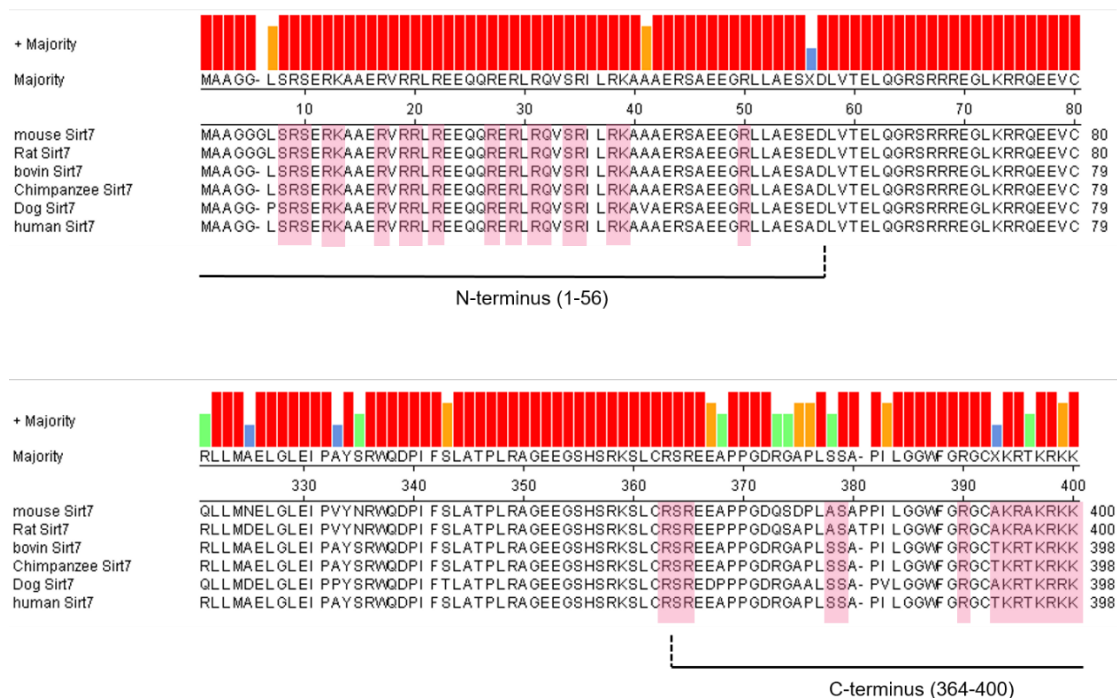 + Majority
Majority MAAGG- LSRSERKAAERVRRLREEQQRERLRQVSRI LRKAAAERSAEEGRLLAESXDLVTELQGRSRRREGLKRRQEEVC
10 20 30 40 50 60 70 80
mouse Sirt7 MAAGGGLSRSERKAAERVRRLREEQQRERLRQVSRI LRKAAAERSAEEGRLLAESEDLVTELQGRSRRREGLKRRQEEVC 80
Rat Sirt7 MAAGGGLSRSERKAAERVRRLREEQQRERLRQVSRI LRKAAAERSAEEGRLLAESEDLVTELQGRSRRREGLKRRQEEVC 80
bovin Sirt7 MAAGG- LSRSERKAAERVRRLREEQQRERLRQVSRI LRKAAAERSAEEGRLLAESADLVTELQGRSRRREGLKRRQEEVC 79
Chimpanzee Sirt7 MAAGG- LSRSERKAAERVRRLREEQQRERLRQVSRI LRKAAAERSAEEGRLLAESADLVTELQGRSRRREGLKRRQEEVC 79
Dog Sirt7 MAAGG- PSRSERKAAERVRRLREEQQRERLRQVSRI LRKAVAERSAEEGRLLAESEDLVTELQGRSRRREGLKRRQEEVC 79
human Sirt7 MAAGG- LSRSERKAAERVRRLREEQQRERLRQVSRI LRKAAAERSAEEGRLLAESADLVTELQGRSRRREGLKRRQEEVC 79
N-terminus (1-56)
+ Majority
Majority RLLMAELGLEI PAYSRWQDPI FSLATPLRAGEEGSHSRKSLCRSREEAPPGDRGAPLSSA- PI LGGWFGRGCXKRTKRKK
330 340 350 360 370 380 390 400
mouse Sirt7 QLLMNELGLEI PVYNRWQDPI FSLATPLRAGEEGSHSRKSLCRSREEAPPGDQSDPLASAPPI LGGWFGRGCAKRAKRKK 400
Rat Sirt7 RLLMDELGLEI PVYSRWQDPI FSLATPLRAGEEGSHSRKSLCRSREEPPPGDQSAPLASATPI LGGWFGRGCAKRAKRKK 400
bovin Sirt7 RLLMAELGLEI PAYSRWQDPI FSLATPLRAGEEGSHSRKSLCRSREEAPPGDRGAPLSSA- PI LGGWFGRGCTKRTKRKK 398
Chimpanzee Sirt7 RLLMAELGLEI PAYSRWQDPI FSLATPLRAGEEGSHSRKSLCRSREEAPPGDRGAPLSSA- PI LGGWFGRGCTKRTKRKK 398
Dog Sirt7 QLLMDELGLEI PPYSRWQDPI FTLATPLRAGEEGSHSRKSLCRSREDPPPGDRGAALSSA- PVLGGWFGRGCAKRTKRRK 398
human Sirt7 RLLMAELGLEI PAYSRWQDPI FSLATPLRAGEEGSHSRKSLCRSREEAPPGDRGAPLSSA- PI LGGWFGRGCTKRTKRKK 398
C-terminus (364-400)